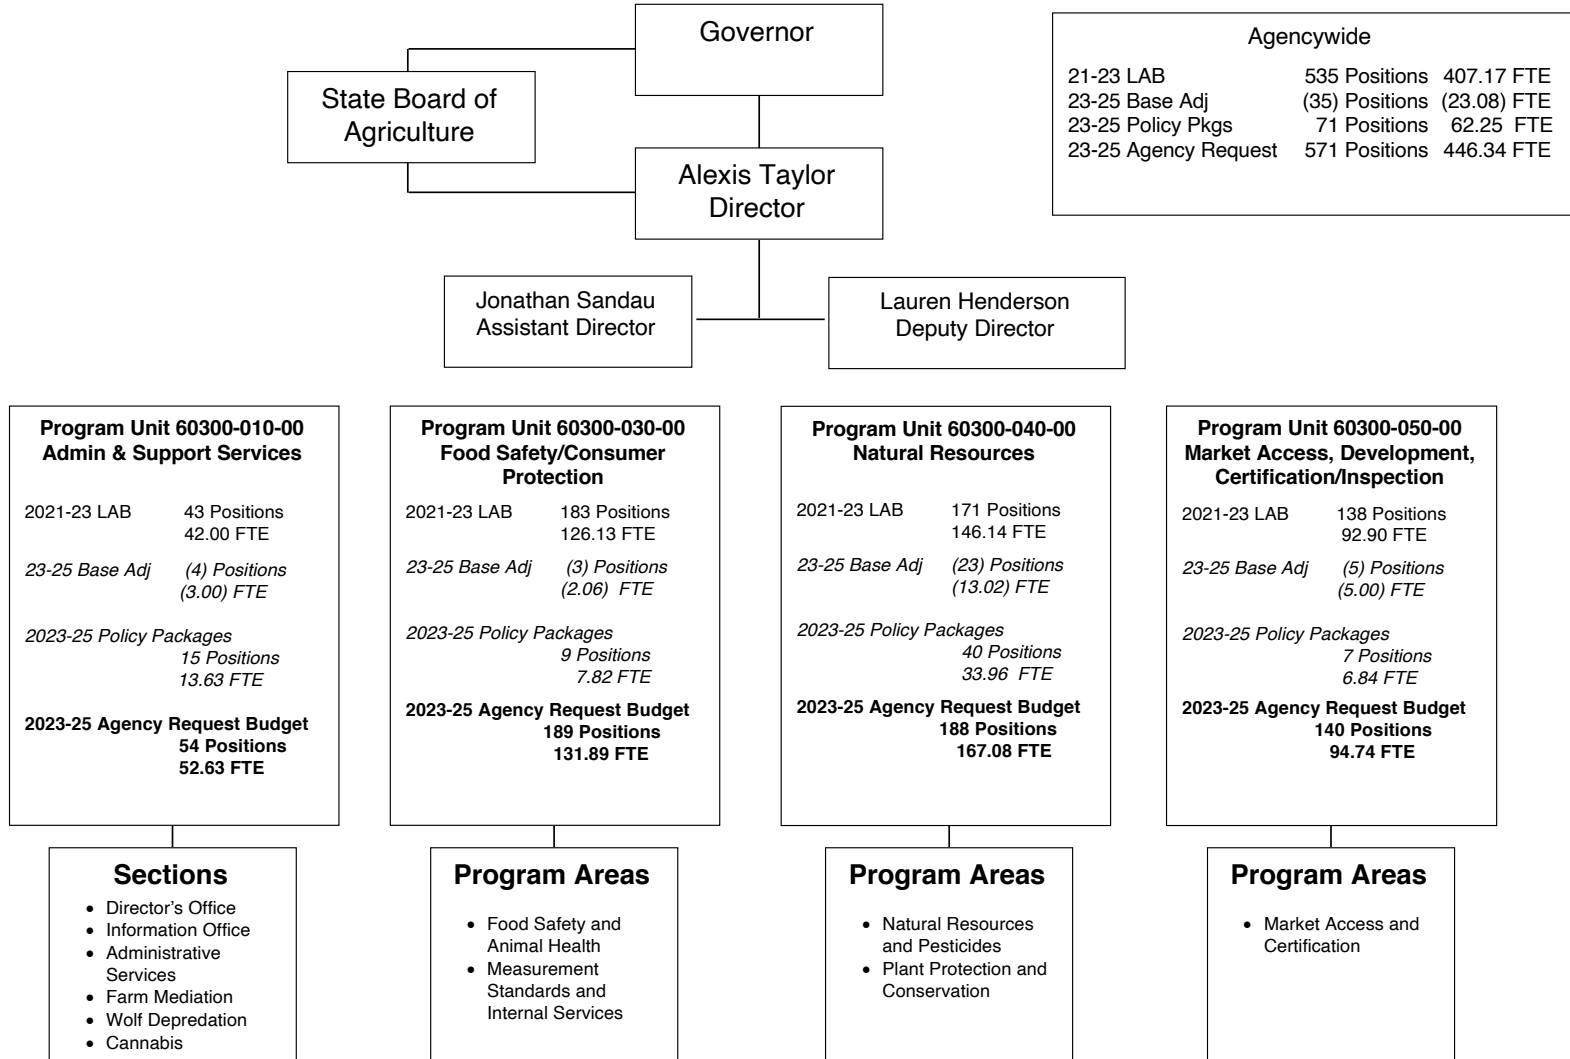 Governor
State Board of
Agriculture
Alexis Taylor
Director
Agencywide
21-23 LAB 535 Positions 407.17 FTE
23-25 Base Adj (35) Positions (23.08) FTE
23-25 Policy Pkgs 71 Positions 62.25 FTE
23-25 Agency Request 571 Positions 446.34 FTE
Jonathan Sandau
Assistant Director
Lauren Henderson
Deputy Director
Program Unit 60300-010-00
Admin & Support Services
2021-23 LAB 43 Positions
42.00 FTE
23-25 Base Adj (4) Positions
(3.00) FTE
2023-25 Policy Packages
15 Positions
13.63 FTE
2023-25 Agency Request Budget
54 Positions
52.63 FTE
Program Unit 60300-030-00
Food Safety/Consumer
Protection
2021-23 LAB 183 Positions
126.13 FTE
23-25 Base Adj (3) Positions
(2.06) FTE
2023-25 Policy Packages
9 Positions
7.82 FTE
2023-25 Agency Request Budget
189 Positions
131.89 FTE
Program Unit 60300-040-00
Natural Resources
2021-23 LAB 171 Positions
146.14 FTE
23-25 Base Adj (23) Positions
(13.02) FTE
2023-25 Policy Packages
40 Positions
33.96 FTE
2023-25 Agency Request Budget
188 Positions
167.08 FTE
Program Unit 60300-050-00
Market Access, Development,
Certification/Inspection
2021-23 LAB 138 Positions
92.90 FTE
23-25 Base Adj (5) Positions
(5.00) FTE
2023-25 Policy Packages
7 Positions
6.84 FTE
2023-25 Agency Request Budget
140 Positions
94.74 FTE
Sections
• Director's Office
• Information Office
• Administrative
Services
• Farm Mediation
• Wolf Depredation
• Cannabis
Program Areas
• Food Safety and
Animal Health
• Measurement
Standards and
Internal Services
Program Areas
• Natural Resources
and Pesticides
• Plant Protection and
Conservation
Program Areas
• Market Access and
Certification